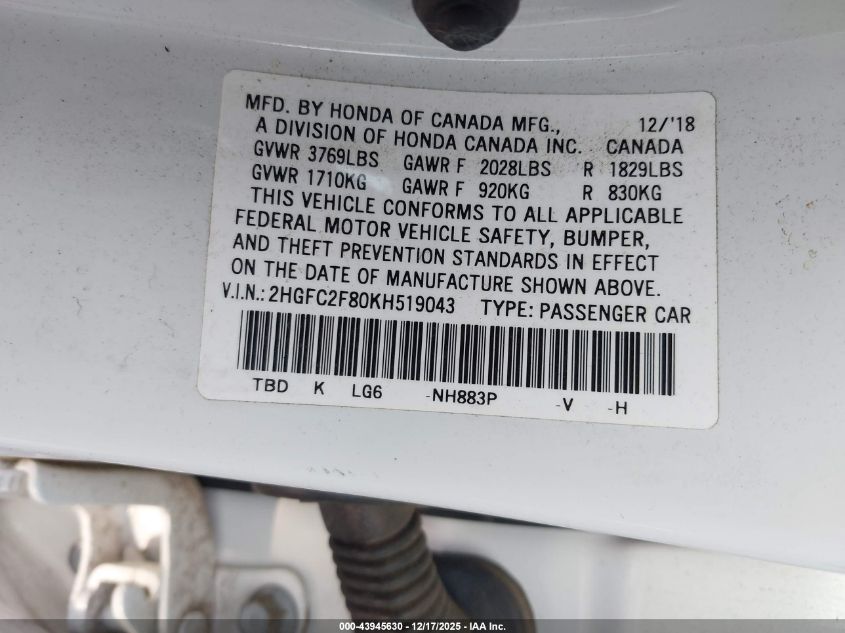 MFD. BY HONDA OF CANADA MFG., 12/'18
A DIVISION OF HONDA CANADA INC. CANADA
GVWR 3769LBS GAWR F 2028LBS R 1829LBS
GVWR 1710KG GAWR F 920KG R 830KG
THIS VEHICLE CONFORMS TO ALL APPLICABLE
FEDERAL MOTOR VEHICLE SAFETY, BUMPER,
AND THEFT PREVENTION STANDARDS IN EFFECT
ON THE DATE OF MANUFACTURE SHOWN ABOVE.
V.I.N.: 2HGFC2F80KH519043 TYPE: PASSENGER CAR
TBD K LG6 -NH883P -V -H
000-43945630 - 12/17/2025 - IAA Inc.